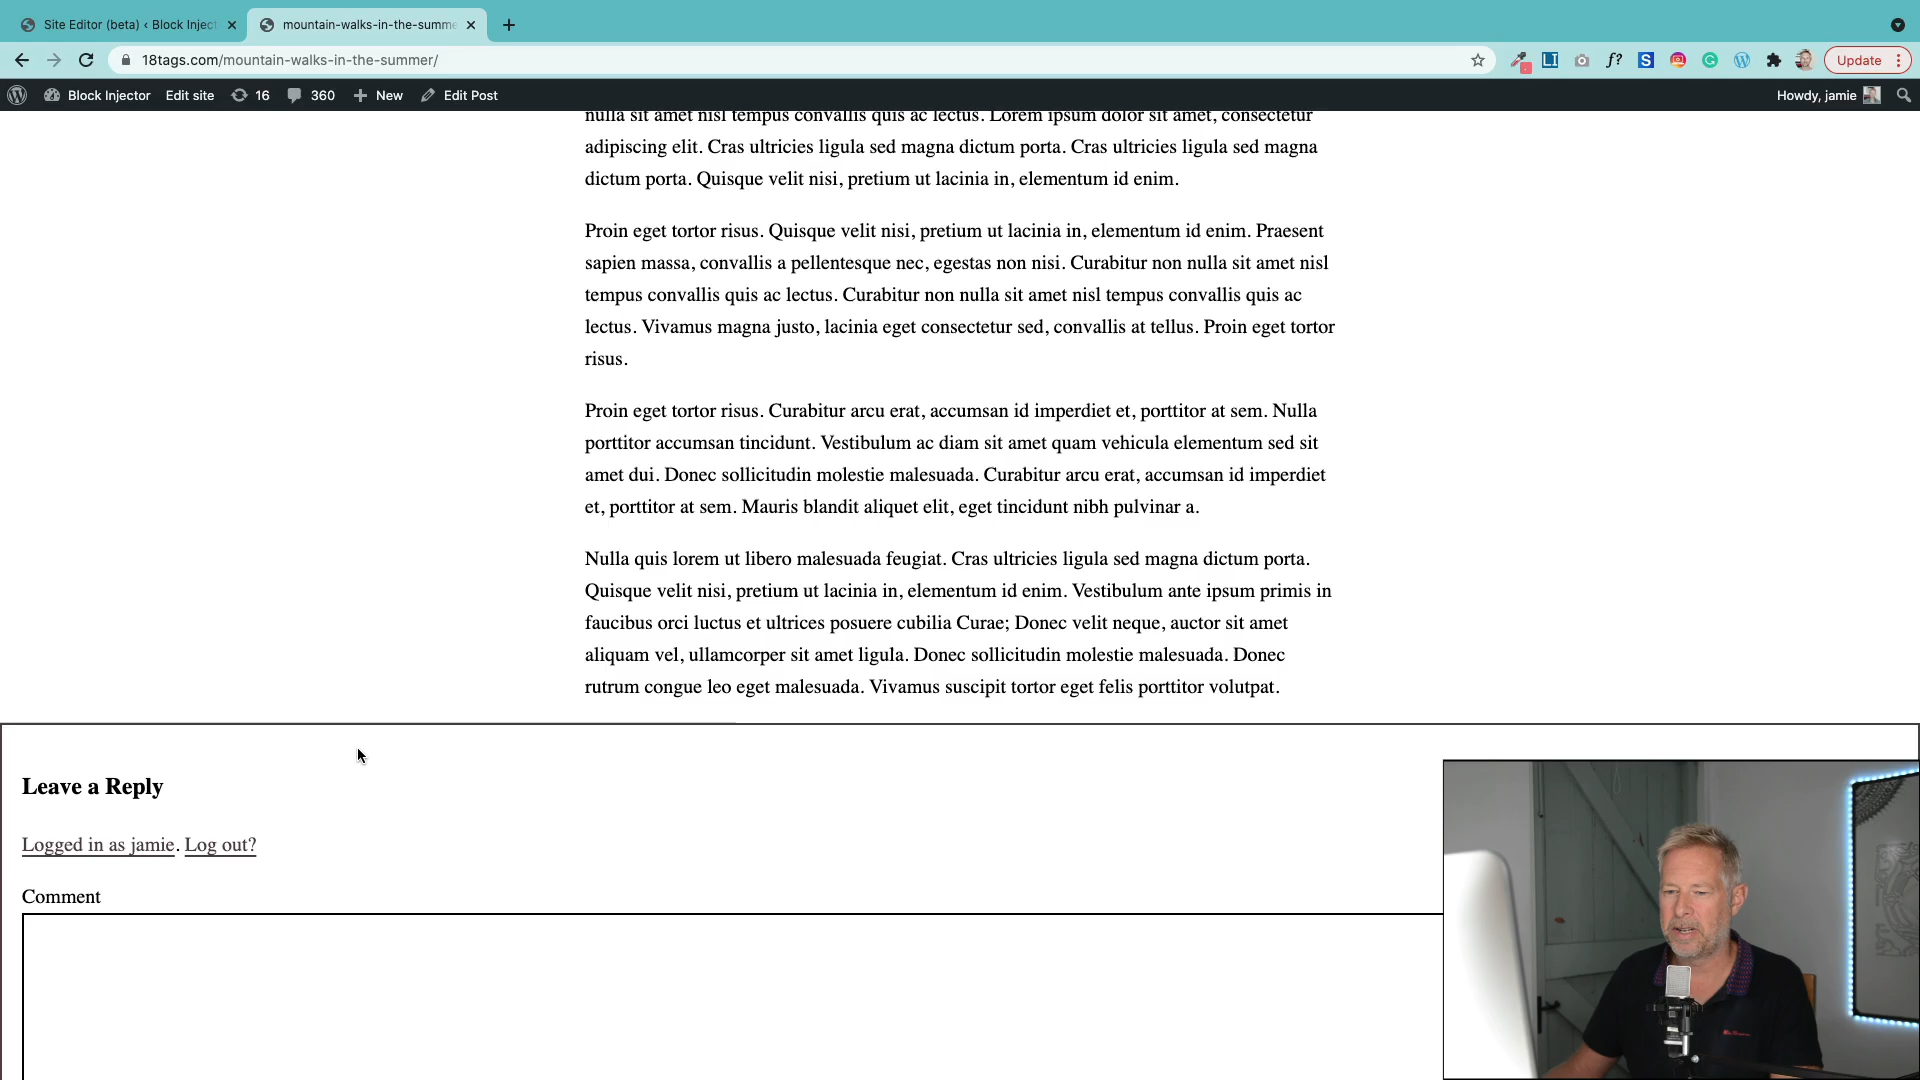 Site Editor (beta) ‹ Block Inject
mountain-walks-in-the-summe
18tags.com/mountain-walks-in-the-summer/
Update
Block Injector Edit site 16 360 New Edit Post
Howdy, jamie
nulla sit amet nisl tempus convallis quis ac lectus. Lorem ipsum dolor sit amet, consectetur
adipiscing elit. Cras ultricies ligula sed magna dictum porta. Cras ultricies ligula sed magna
dictum porta. Quisque velit nisi, pretium ut lacinia in, elementum id enim.
Proin eget tortor risus. Quisque velit nisi, pretium ut lacinia in, elementum id enim. Praesent
sapien massa, convallis a pellentesque nec, egestas non nisi. Curabitur non nulla sit amet nisl
tempus convallis quis ac lectus. Curabitur non nulla sit amet nisl tempus convallis quis ac
lectus. Vivamus magna justo, lacinia eget consectetur sed, convallis at tellus. Proin eget tortor
risus.
Proin eget tortor risus. Curabitur arcu erat, accumsan id imperdiet et, porttitor at sem. Nulla
porttitor accumsan tincidunt. Vestibulum ac diam sit amet quam vehicula elementum sed sit
amet dui. Donec sollicitudin molestie malesuada. Curabitur arcu erat, accumsan id imperdiet
et, porttitor at sem. Mauris blandit aliquet elit, eget tincidunt nibh pulvinar a.
Nulla quis lorem ut libero malesuada feugiat. Cras ultricies ligula sed magna dictum porta.
Quisque velit nisi, pretium ut lacinia in, elementum id enim. Vestibulum ante ipsum primis in
faucibus orci luctus et ultrices posuere cubilia Curae; Donec velit neque, auctor sit amet
aliquam vel, ullamcorper sit amet ligula. Donec sollicitudin molestie malesuada. Donec
rutrum congue leo eget malesuada. Vivamus suscipit tortor eget felis porttitor volutpat.
Leave a Reply
Logged in as jamie. Log out?
Comment